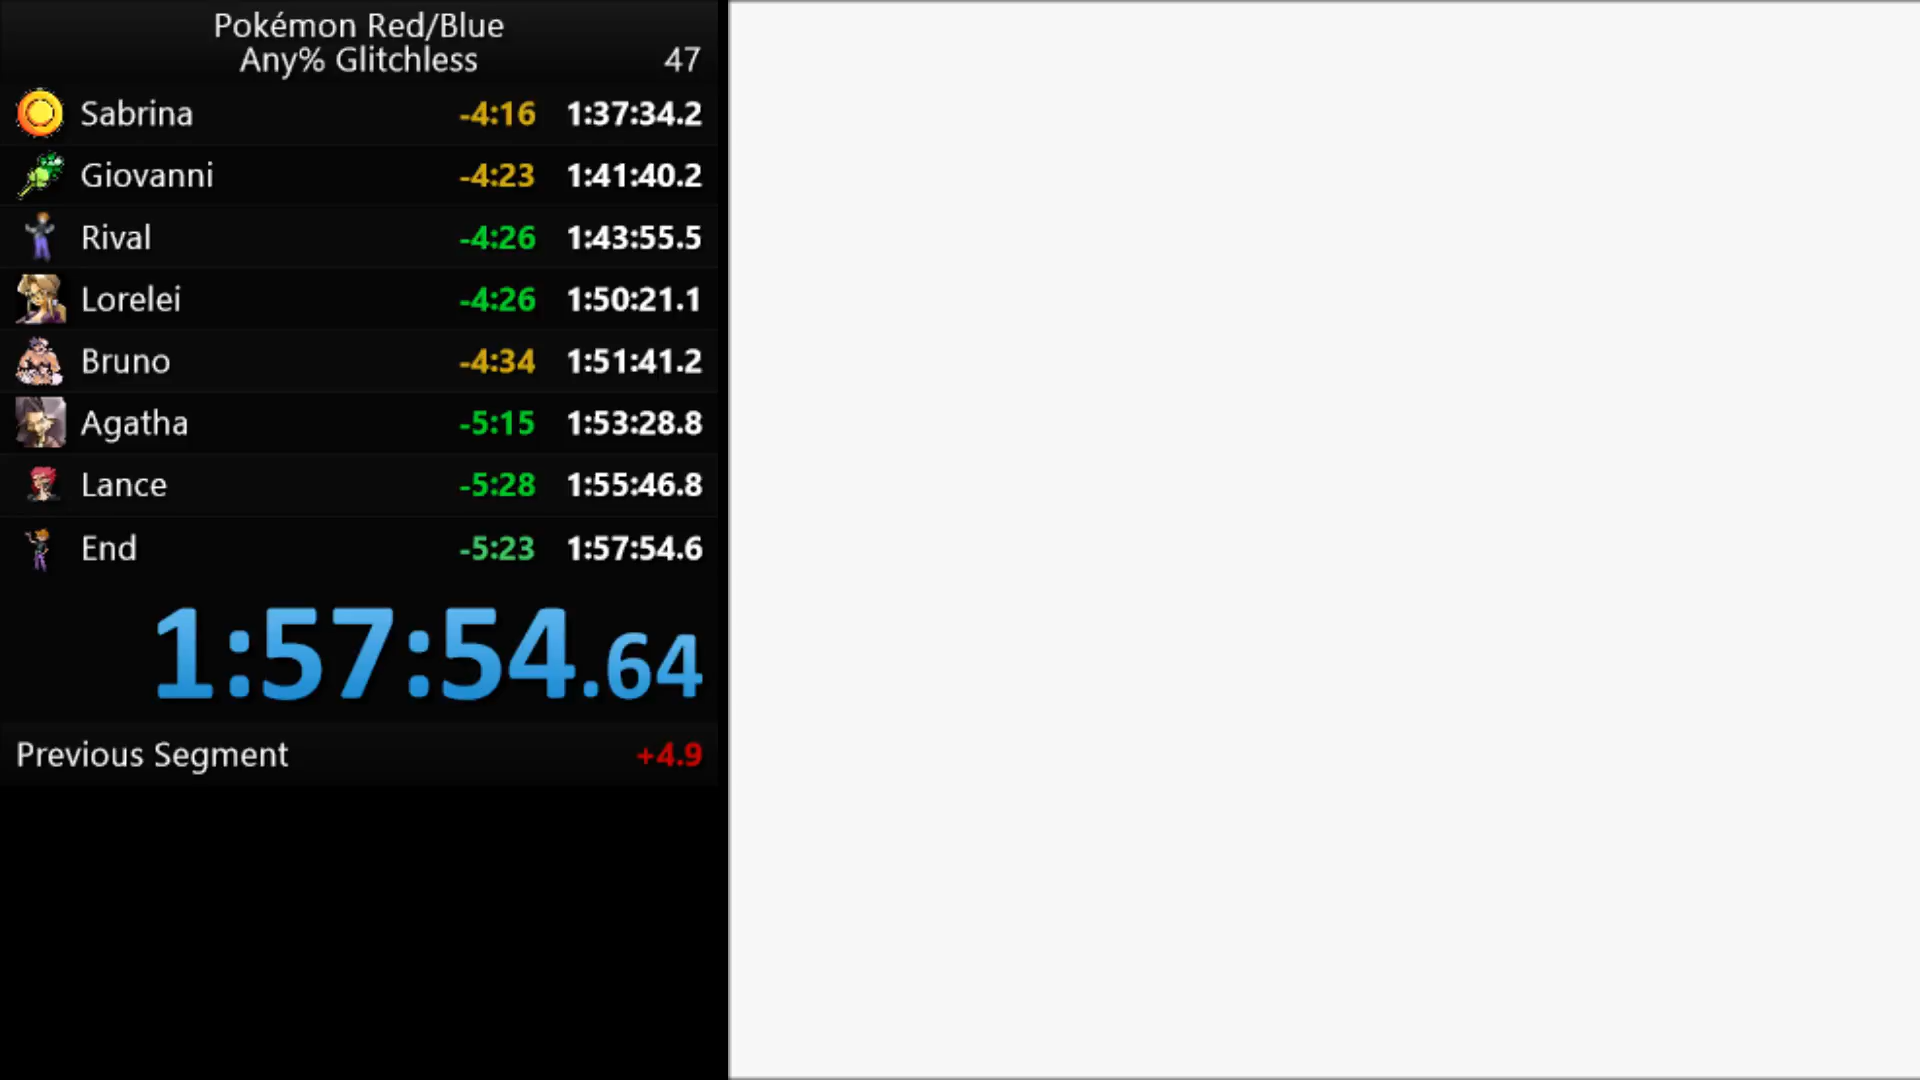 Pokémon Red/Blue
Any% Glitchless 47
Sabrina -4:16 1:37:34.2
Giovanni -4:23 1:41:40.2
Rival -4:26 1:43:55.5
Lorelei -4:26 1:50:21.1
Bruno -4:34 1:51:41.2
Agatha -5:15 1:53:28.8
Lance -5:28 1:55:46.8
End -5:23 1:57:54.6
1:57:54.64
Previous Segment +4.9